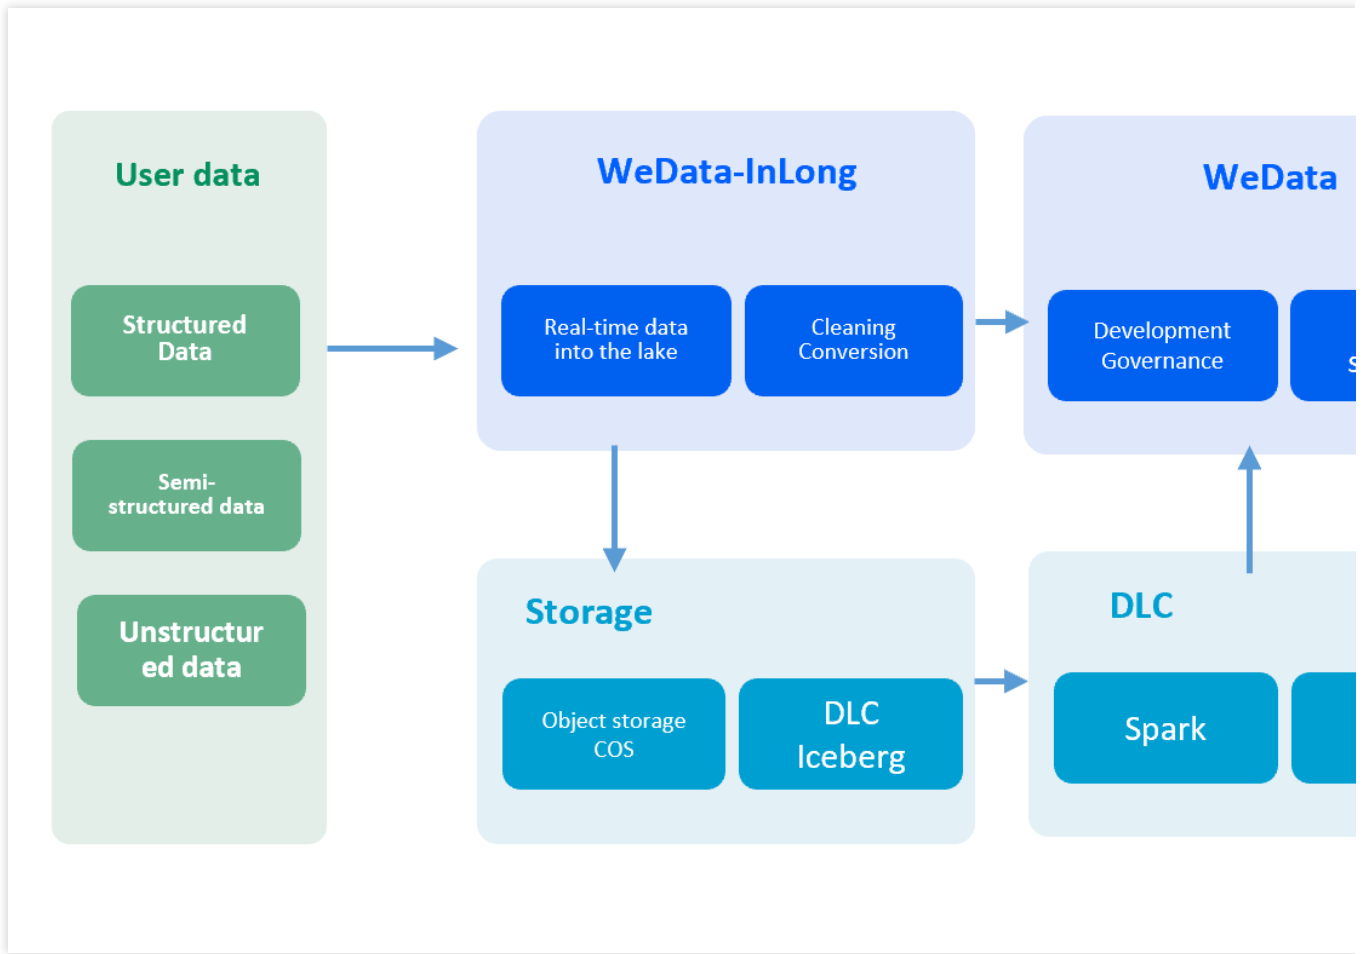 User data
Structured
Data
Semi-
structured data
Unstructur
ed data
WeData-InLong
Real-time data
into the lake
Cleaning
Conversion
WeData
Development
Governance
Storage
Object storage
COS
DLC
Iceberg
DLC
Spark